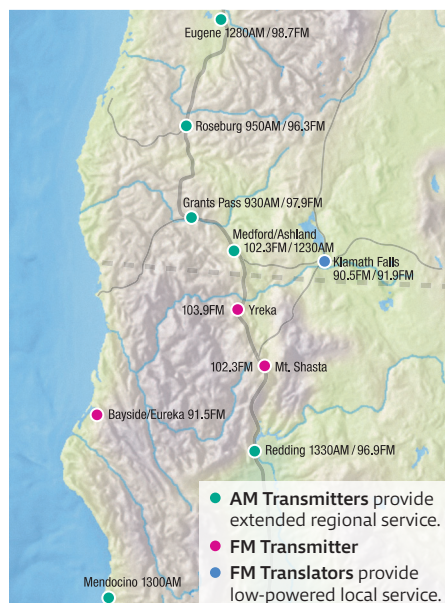 Eugene 1280AM/98.7FM
Roseburg 950AM/96.3FM
Grants Pass 930AM/97.9FM
Medford/Ashland
102.3FM/1230AM
Klamath Falls
90.5FM/91.9FM
103.9FM Yreka
102.3FM Mt. Shasta
Bayside/Eureka 91.5FM
Redding 1330AM/96.9FM
AM Transmitters provide
extended regional service.
FM Transmitter
FM Translators provide
low-powered local service.
Mendocino 1300AM